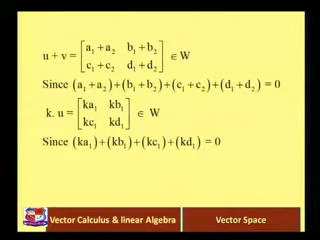 u + v = [a₁ + a₂ b₁ + b₂
c₁ + c₂ d₁ + d₂] ∈ W
Since (a₁ + a₂) + (b₁ + b₂) + (c₁ + c₂) + (d₁ + d₂) = 0
k. u = [ka₁ kb₁
kc₁ kd₁] ∈ W
Since (ka₁) + (kb₁) + (kc₁) + (kd₁) = 0
Vector Calculus & linear Algebra
Vector Space